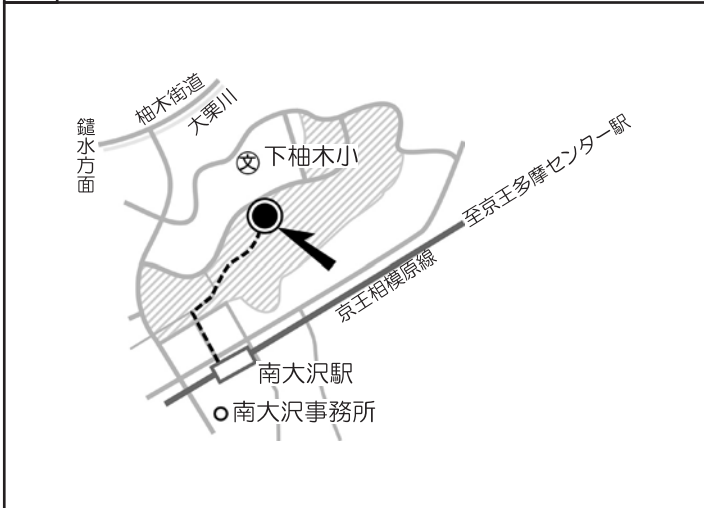 柚木街道
大栗川
鑓水方面
文
下柚木小
至京王多摩センター駅
京王相模原線
南大沢駅
南大沢事務所